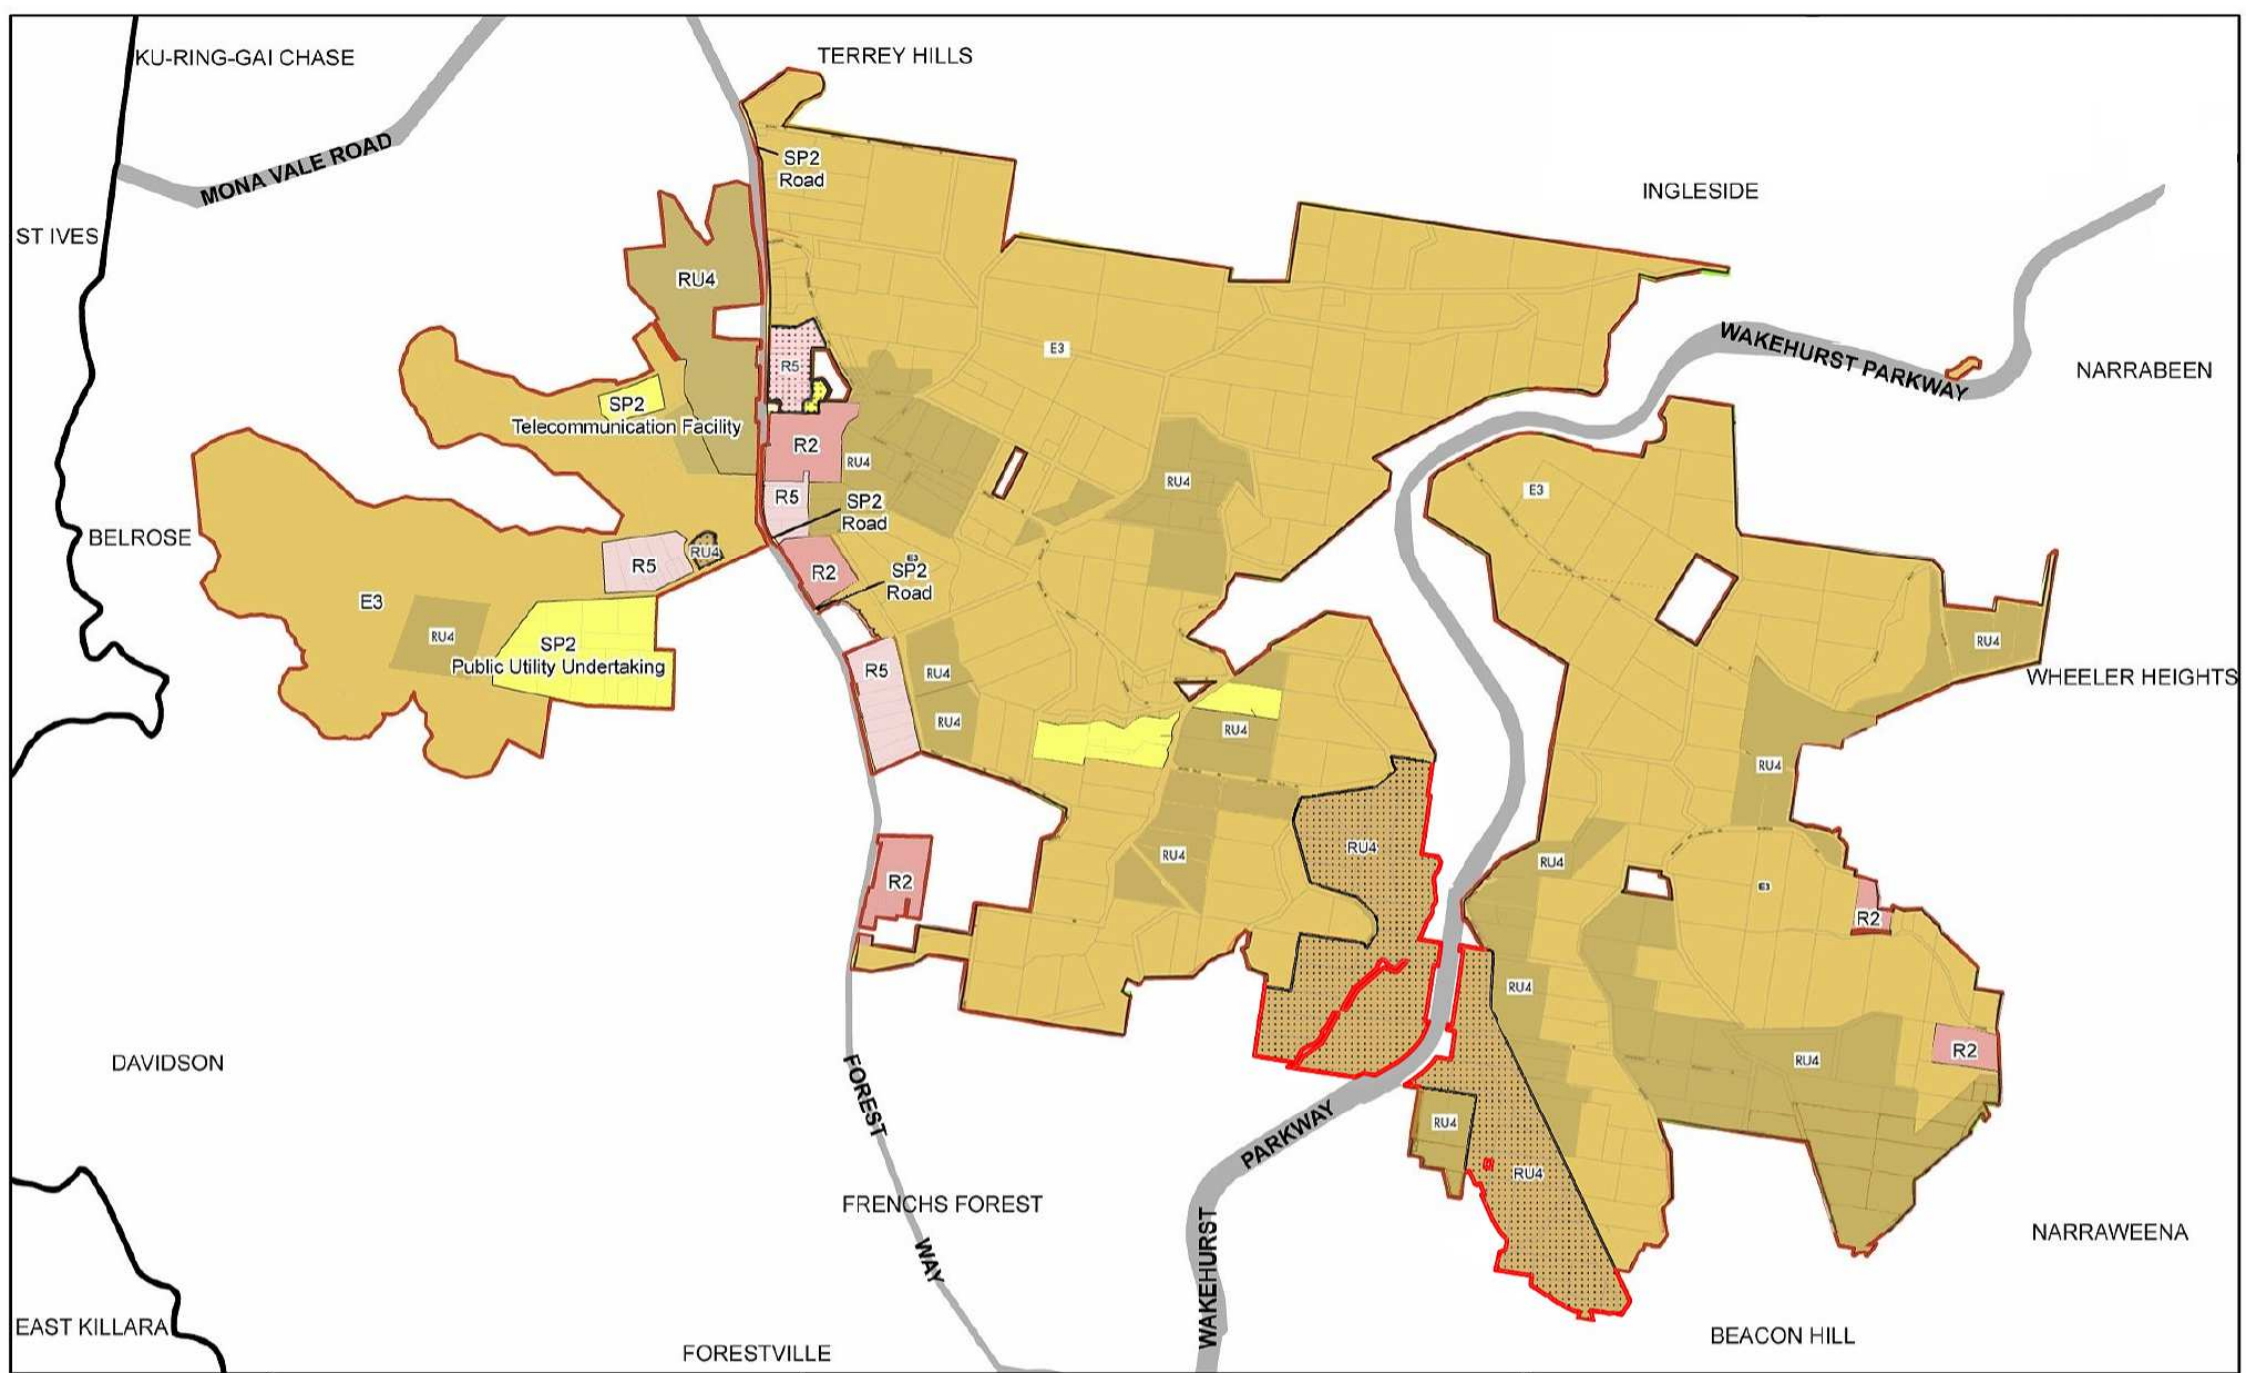 KU-RING-GAI CHASE
TERREY HILLS
MONA VALE ROAD
SP2
Road
INGLESIDE
ST IVES
RU4
WAKEHURST PARKWAY
E3
R5
NARRABEEN
SP2
Telecommunication Facility
R2
RU4
RU4
R5
SP2
Road
E3
BELROSE
RU4
R5
E3
SP2
Road
R2
E3
RU4
SP2
Public Utility Undertaking
RU4
R5
RU4
WHEELER HEIGHTS
RU4
RU4
RU4
RU4
RU4
RU4
R2
E3
R2
RU4
DAVIDSON
RU4
R2
FOREST
WAY
RU4
PARKWAY
RU4
FRENCHS FOREST
WAKEHURST
NARRAWEENA
EAST KILLARA
BEACON HILL
FORESTVILLE